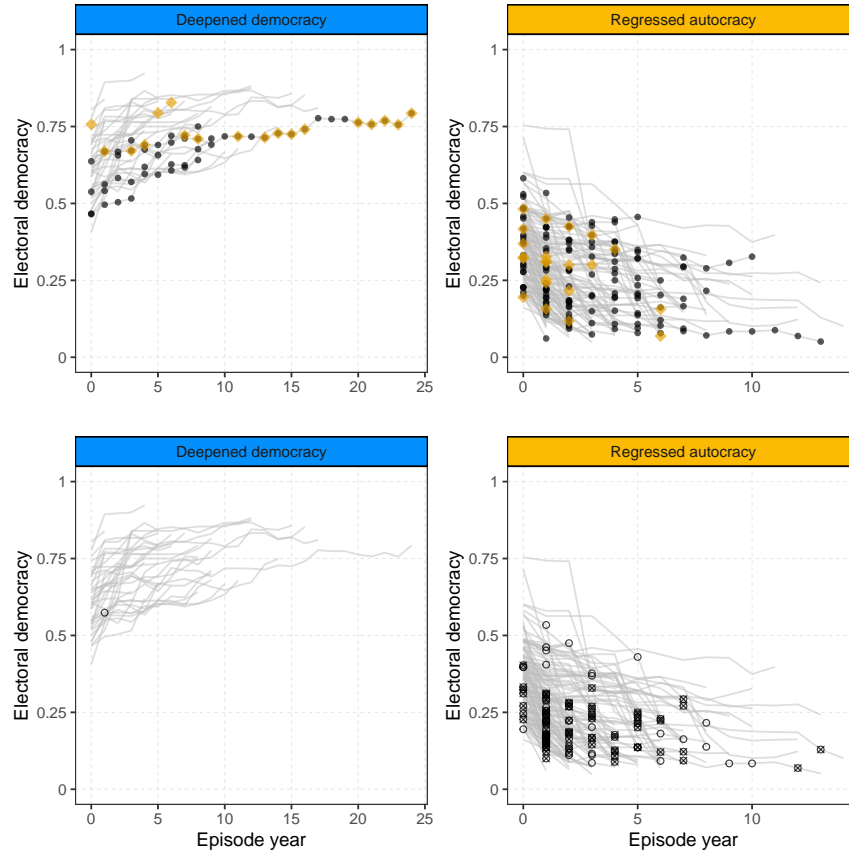 Deepened democracy
Regressed autocracy
Electoral democracy
1
0.75
0.5
0.25
0
0 5 10 15 20 25
Electoral democracy
1
0.75
0.5
0.25
0
0 5 10
Deepened democracy
Regressed autocracy
Electoral democracy
1
0.75
0.5
0.25
0
0 5 10 15 20 25
Episode year
Electoral democracy
1
0.75
0.5
0.25
0
0 5 10
Episode year